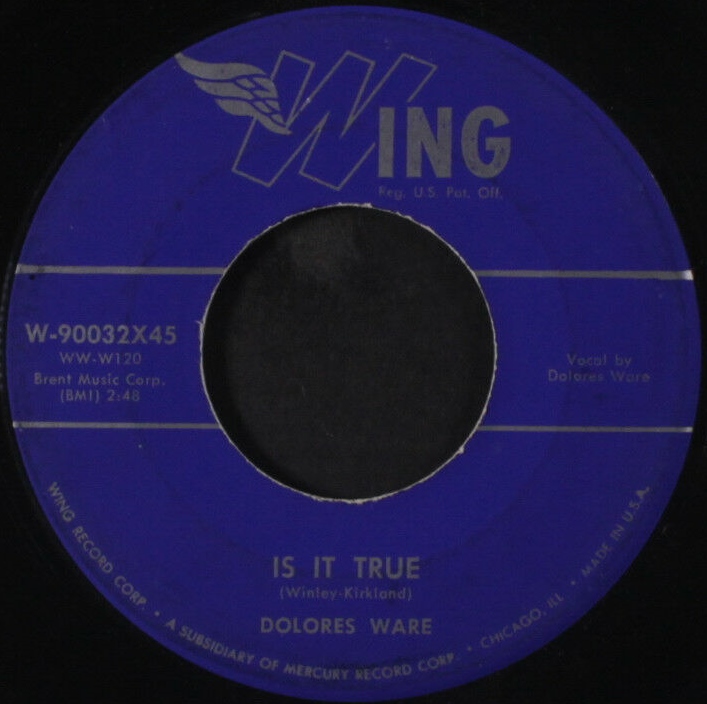 WING
Reg. U.S. Pat. Off.
W-90032X45
WW-W120
Brent Music Corp.
(BMI) 2:48
Vocal by
Dolores Ware
IS IT TRUE
(Winley-Kirkland)
DOLORES WARE
WING RECORD CORP. • A SUBSIDIARY OF MERCURY RECORD CORP. • CHICAGO, ILL • MADE IN U.S.A.